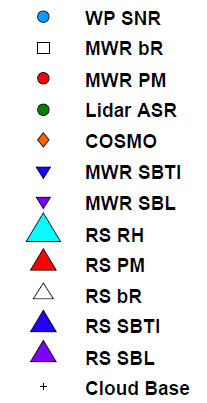 WP SNR
MWR bR
MWR PM
Lidar ASR
COSMO
MWR SBTI
MWR SBL
RS RH
RS PM
RS bR
RS SBTI
RS SBL
Cloud Base